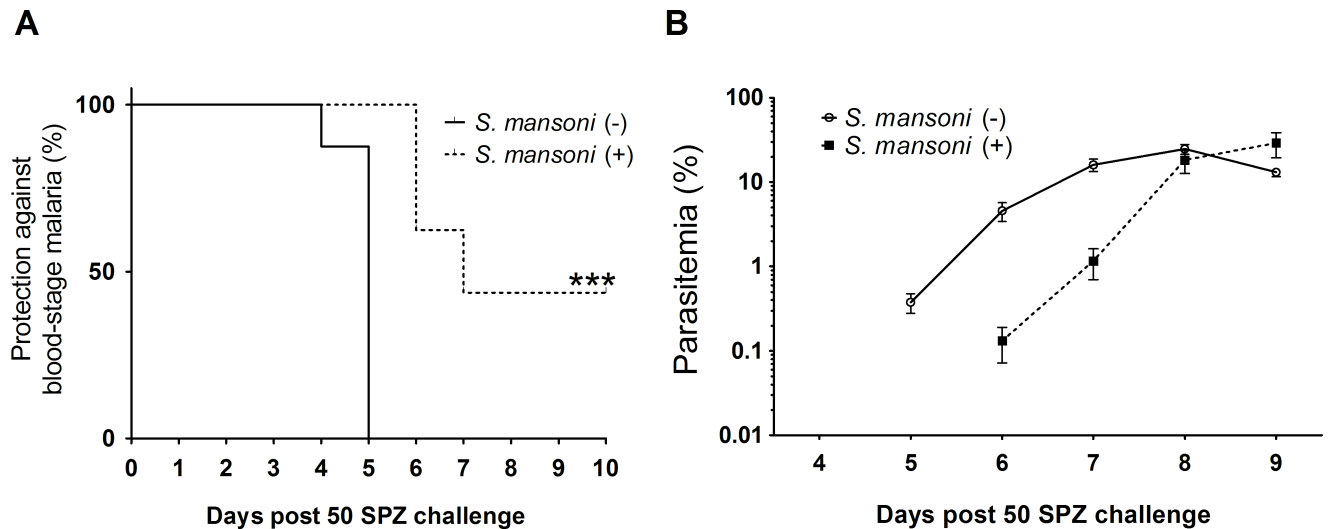 A
Protection against
blood-stage malaria (%)
100
50
0
S. mansoni (-)
S. mansoni (+)
***
0 1 2 3 4 5 6 7 8 9 10
Days post 50 SPZ challenge
B
Parasitemia (%)
100
10
1
0.1
0.01
S. mansoni (-)
S. mansoni (+)
4 5 6 7 8 9
Days post 50 SPZ challenge